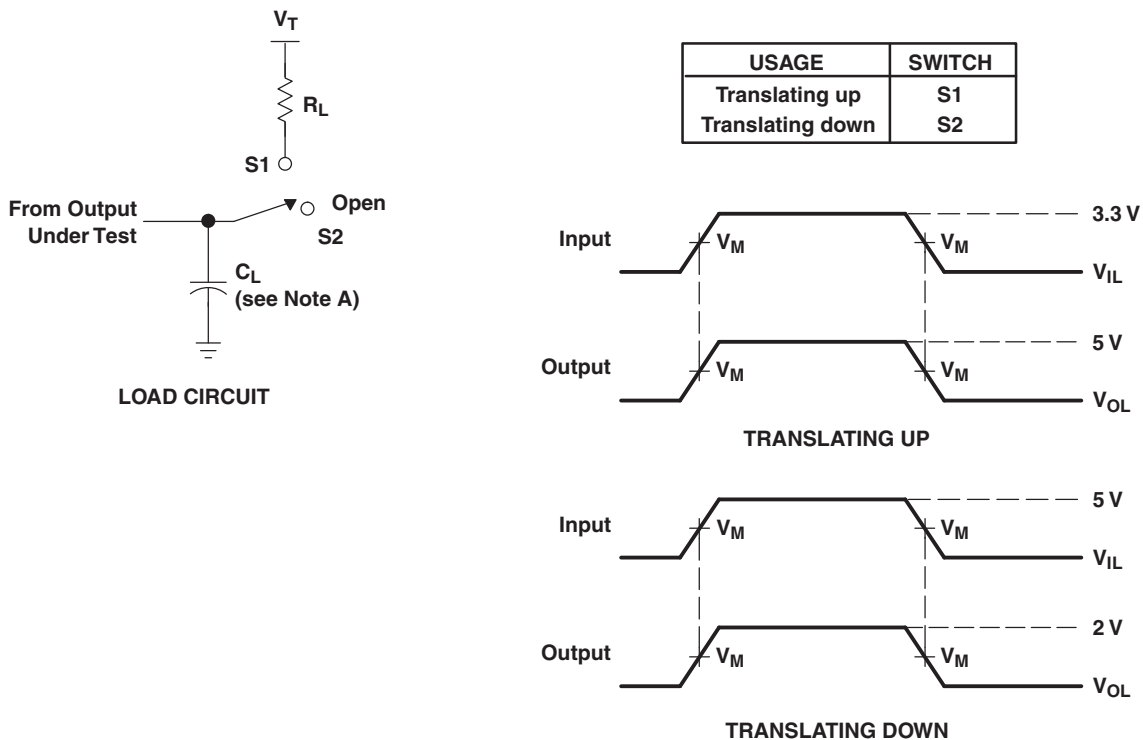 V_T
R_L
S1
From Output
Under Test
Open
S2
C_L
(see Note A)
LOAD CIRCUIT
USAGE SWITCH
Translating up S1
Translating down S2
3.3 V
Input V_M V_M
V_IL
5 V
Output V_M V_M
V_OL
TRANSLATING UP
5 V
Input V_M V_M
V_IL
2 V
Output V_M V_M
V_OL
TRANSLATING DOWN